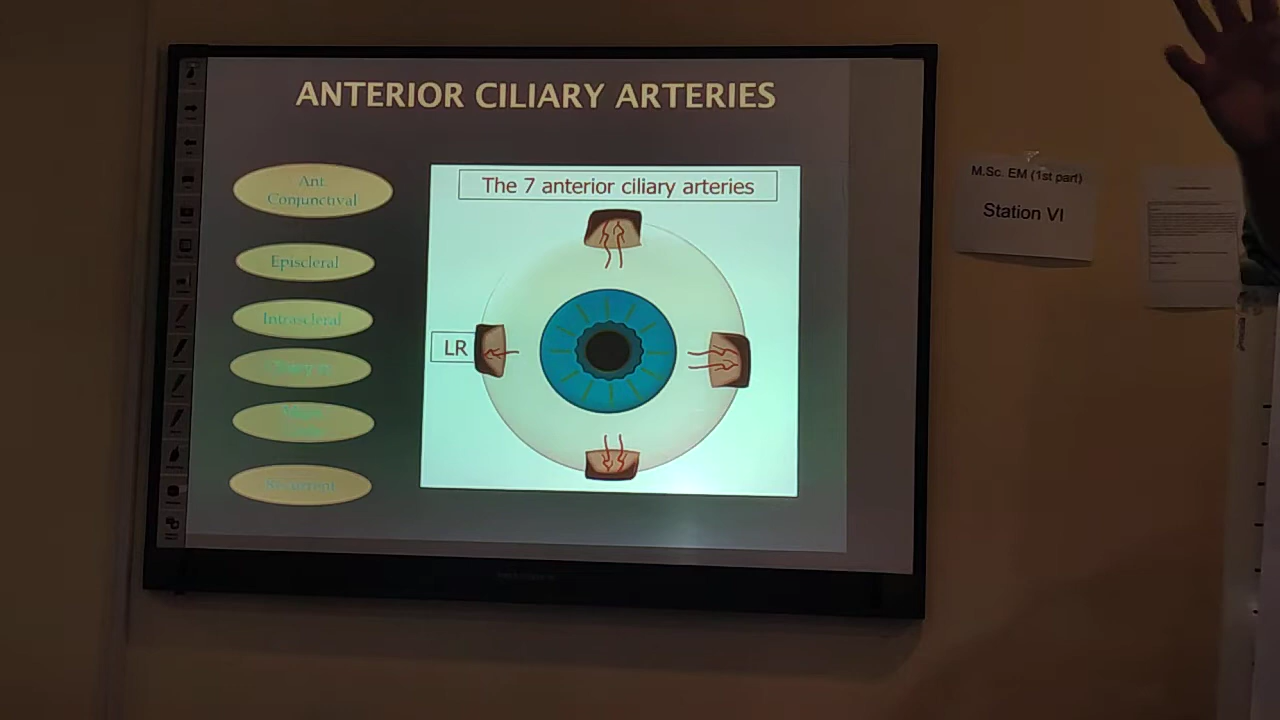 ANTERIOR CILIARY ARTERIES
Ant.
Conjunctival
Episcleral
Intrascleral
Recurrent
The 7 anterior ciliary arteries
LR
M.Sc. EM (1st part)
Station VI